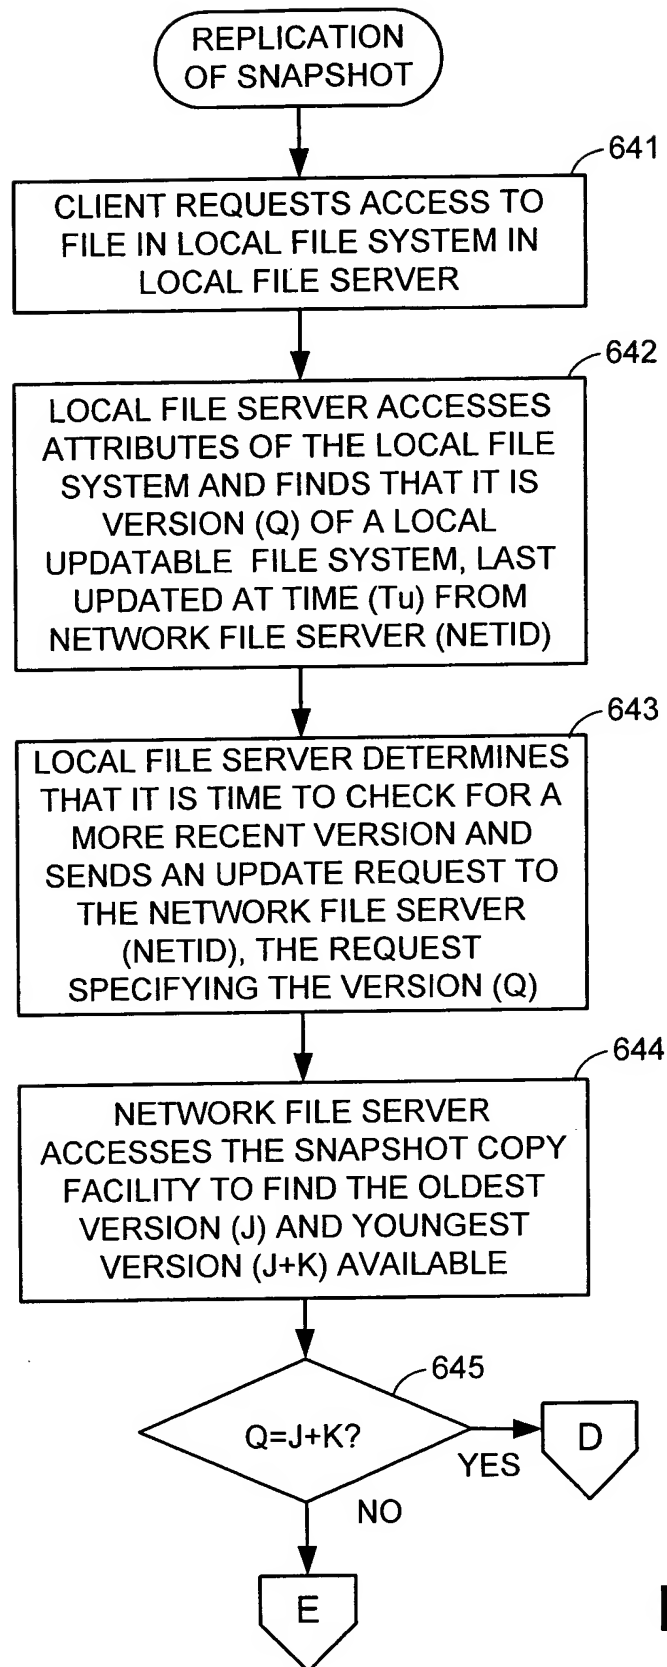 REPLICATION
OF SNAPSHOT
641
CLIENT REQUESTS ACCESS TO
FILE IN LOCAL FILE SYSTEM IN
LOCAL FILE SERVER
642
LOCAL FILE SERVER ACCESSES
ATTRIBUTES OF THE LOCAL FILE
SYSTEM AND FINDS THAT IT IS
VERSION (Q) OF A LOCAL
UPDATABLE FILE SYSTEM, LAST
UPDATED AT TIME (Tu) FROM
NETWORK FILE SERVER (NETID)
643
LOCAL FILE SERVER DETERMINES
THAT IT IS TIME TO CHECK FOR A
MORE RECENT VERSION AND
SENDS AN UPDATE REQUEST TO
THE NETWORK FILE SERVER
(NETID), THE REQUEST
SPECIFYING THE VERSION (Q)
644
NETWORK FILE SERVER
ACCESSES THE SNAPSHOT COPY
FACILITY TO FIND THE OLDEST
VERSION (J) AND YOUNGEST
VERSION (J+K) AVAILABLE
645
Q=J+K?
YES
D
NO
E